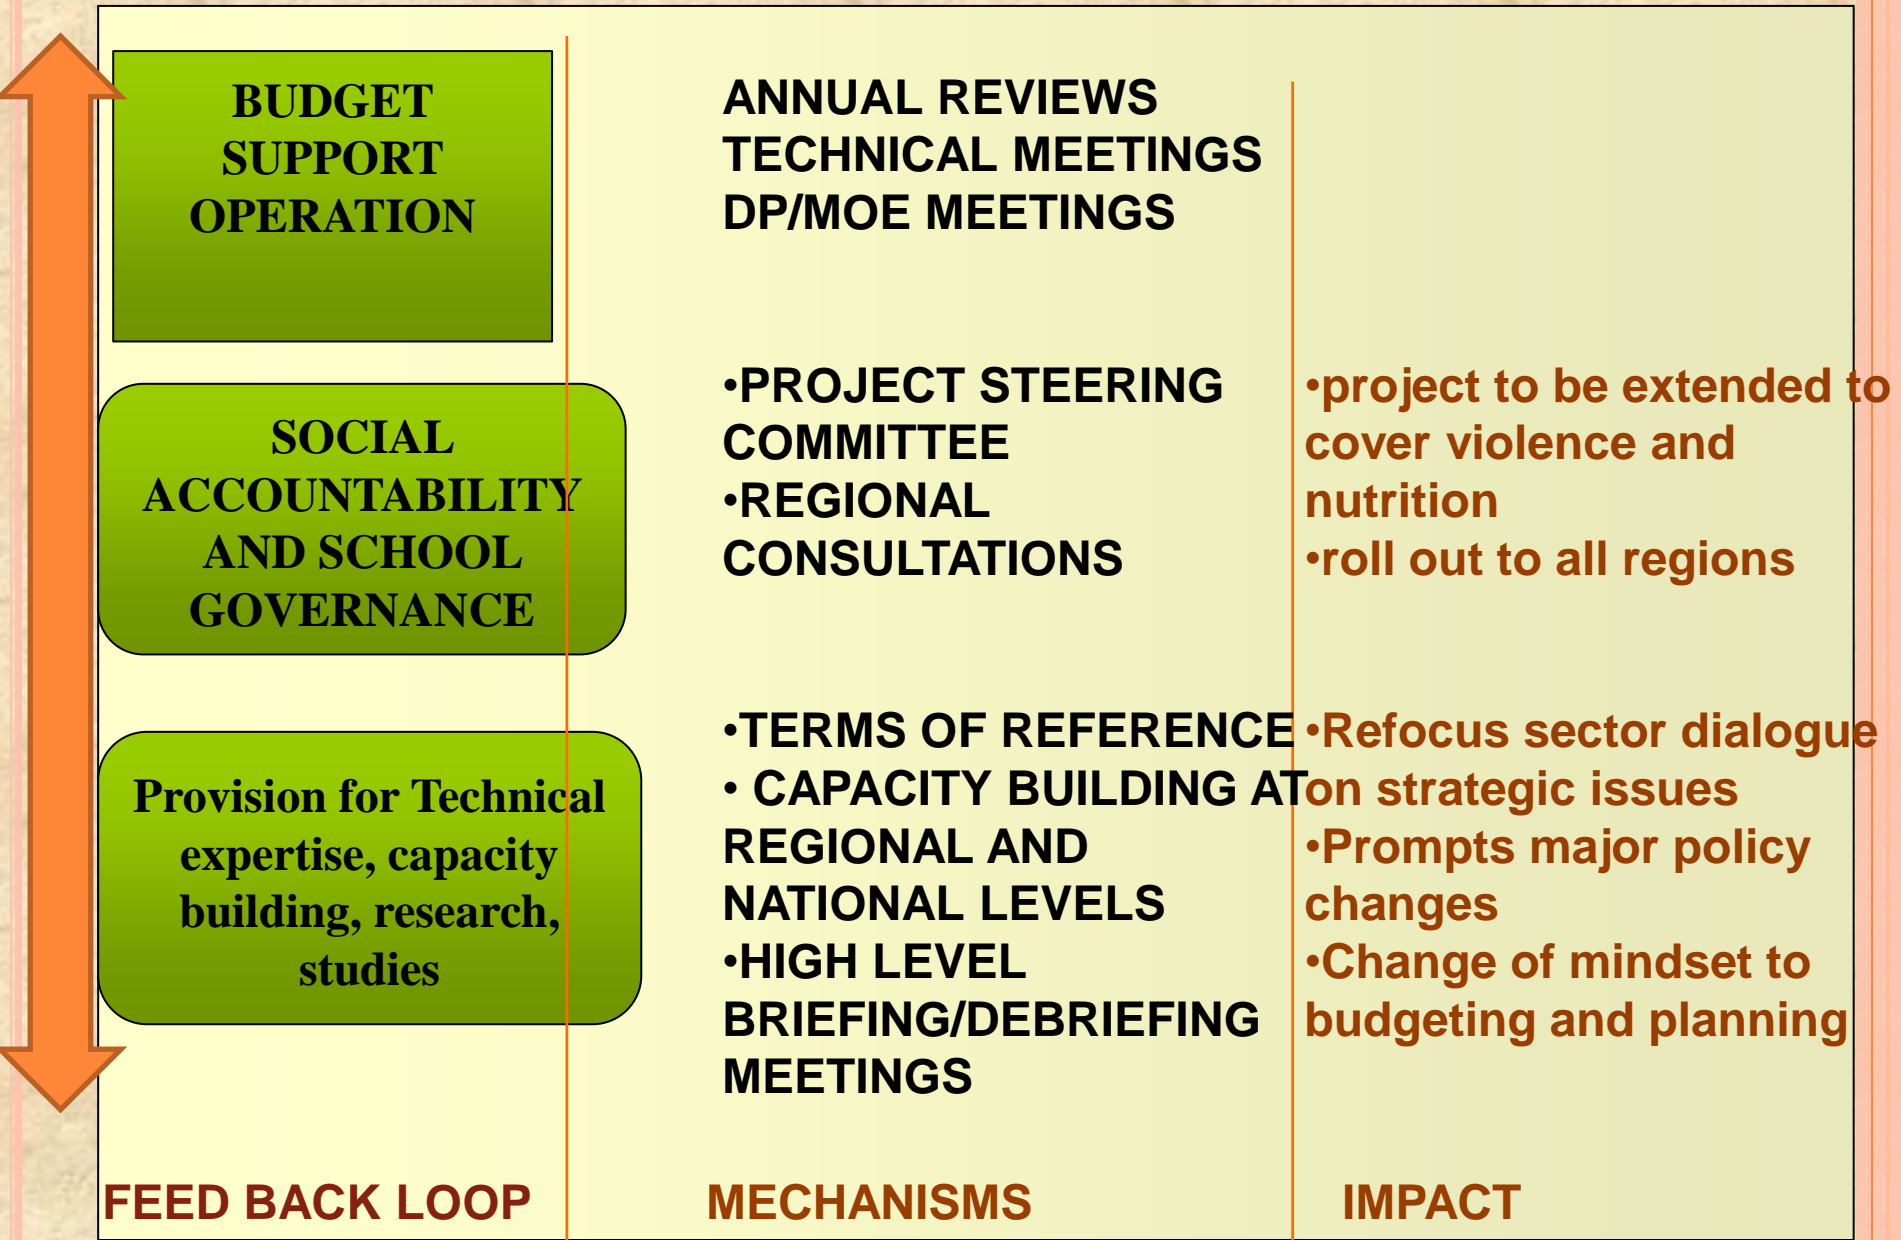 BUDGET
SUPPORT
OPERATION
ANNUAL REVIEWS
TECHNICAL MEETINGS
DP/MOE MEETINGS
SOCIAL
ACCOUNTABILITY
AND SCHOOL
GOVERNANCE
•PROJECT STEERING
COMMITTEE
•REGIONAL
CONSULTATIONS
•project to be extended to
cover violence and
nutrition
•roll out to all regions
Provision for Technical
expertise, capacity
building, research,
studies
•TERMS OF REFERENCE
• CAPACITY BUILDING AT
REGIONAL AND
NATIONAL LEVELS
•HIGH LEVEL
BRIEFING/DEBRIEFING
MEETINGS
•Refocus sector dialogue
on strategic issues
•Prompts major policy
changes
•Change of mindset to
budgeting and planning
FEED BACK LOOP
MECHANISMS
IMPACT